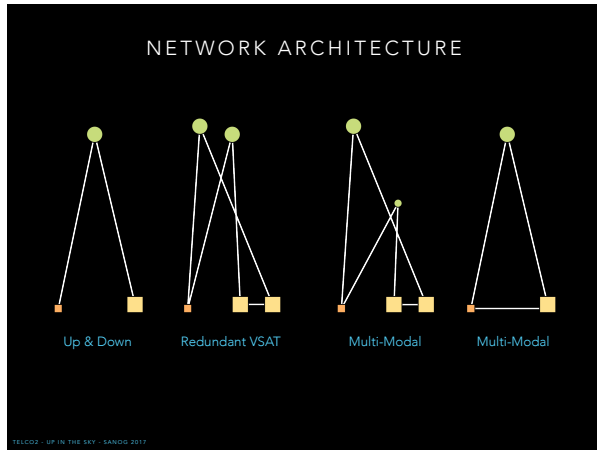 NETWORK ARCHITECTURE
Up & Down
Redundant VSAT
Multi-Modal
Multi-Modal
TELCO2 - UP IN THE SKY - SANOG 2017